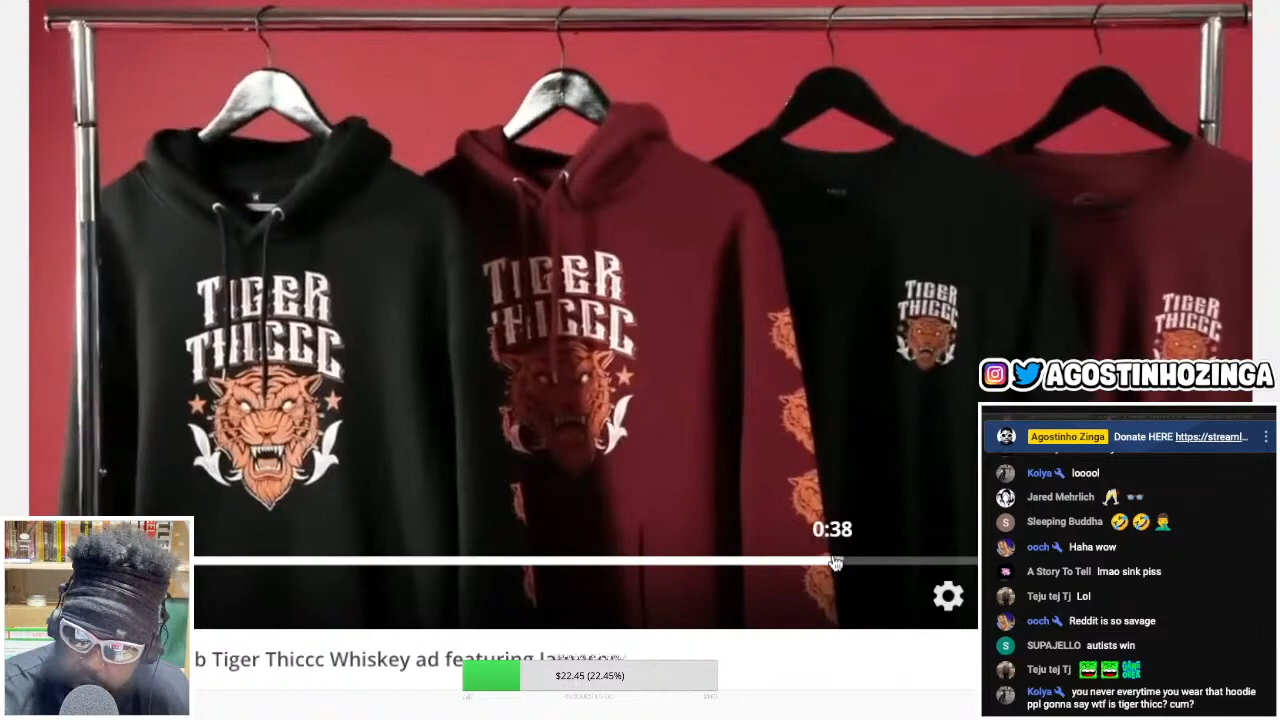 TIGER
THICCC
TIGER
THICCC
TIGER
THICCC
TIGER
THICCC
0:38
b Tiger Thiccc Whiskey ad featuring
$22.45 (22.45%)
AGOSTINHOZINGA
Agostinho Zinga Donate HERE https://streaml...
Kolya looool
Jared Mehrlich
Sleeping Buddha
ooch Haha wow
A Story To Tell lmao sink piss
Teju tej Tj Lol
ooch Reddit is so savage
SUPAJELLO autists win
Teju tej Tj GAME OVER
Kolya you never everytime you wear that hoodie
ppl gonna say wtf is tiger thicc? cum?